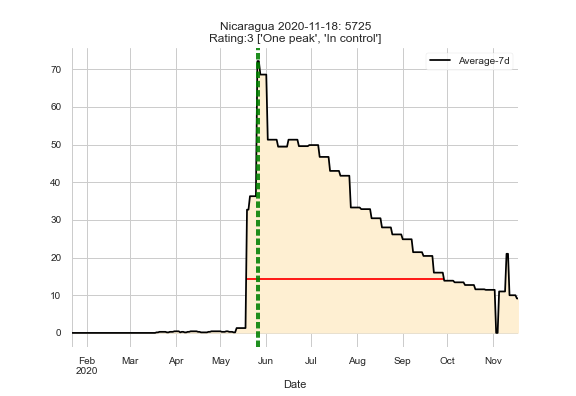 Nicaragua 2020-11-18: 5725
Rating:3 ['One peak', 'In control']
Average-7d
70
60
50
40
30
20
10
0
Feb Mar Apr May Jun Jul Aug Sep Oct Nov
2020
Date